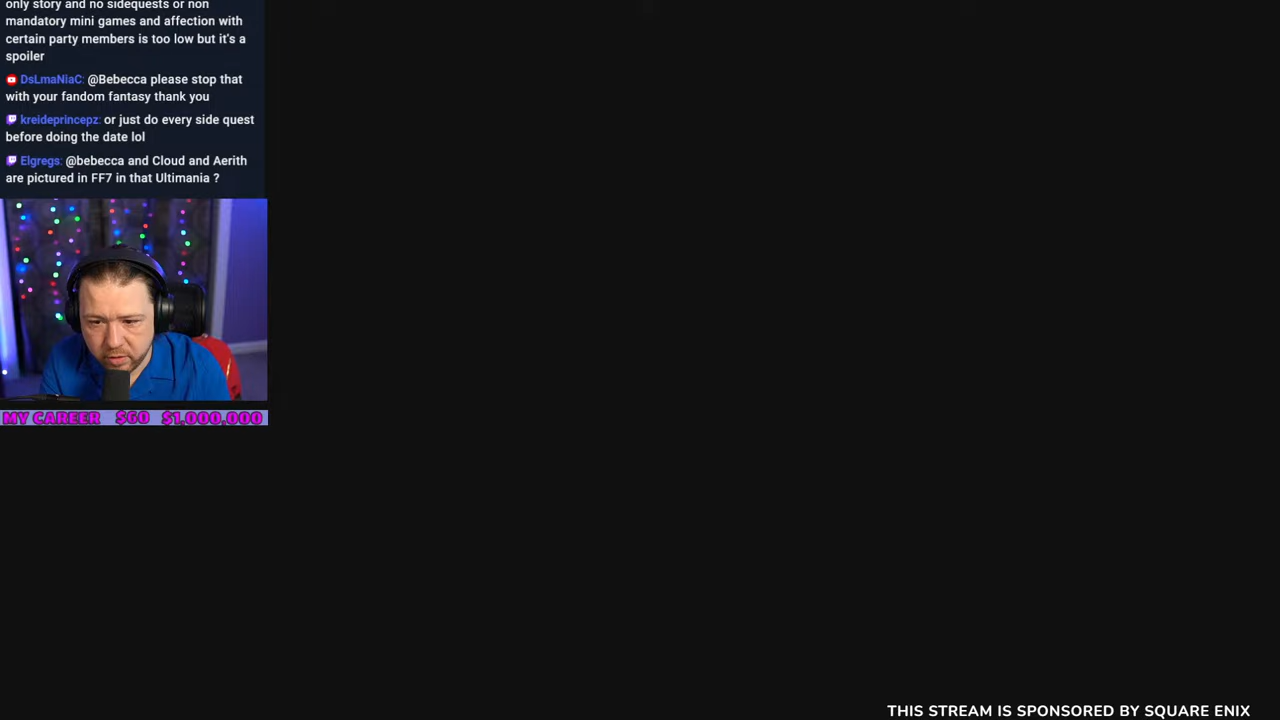 only story and no sidequests or non
mandatory mini games and affection with
certain party members is too low but it's a
spoiler
DsLmaNiaC: @Bebecca please stop that
with your fandom fantasy thank you
kreideprincepz: or just do every side quest
before doing the date lol
Elgregs: @bebecca and Cloud and Aerith
are pictured in FF7 in that Ultimania ?
MY CAREER $60 $1,000,000
THIS STREAM IS SPONSORED BY SQUARE ENIX